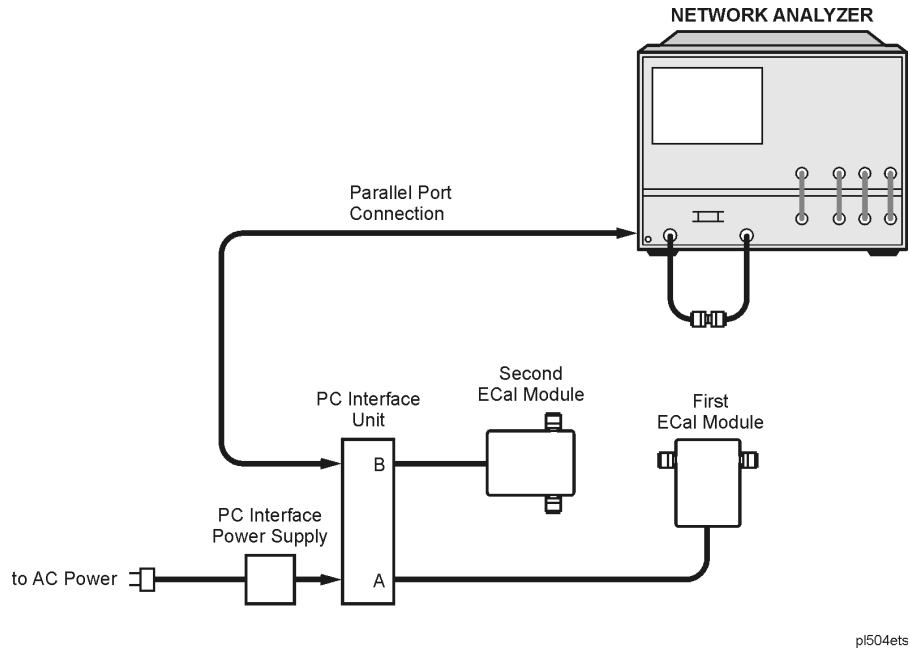 NETWORK ANALYZER
Parallel Port
Connection
Second
ECal Module
PC Interface
Unit
First
ECal Module
B
PC Interface
Power Supply
to AC Power
A
pl504ets